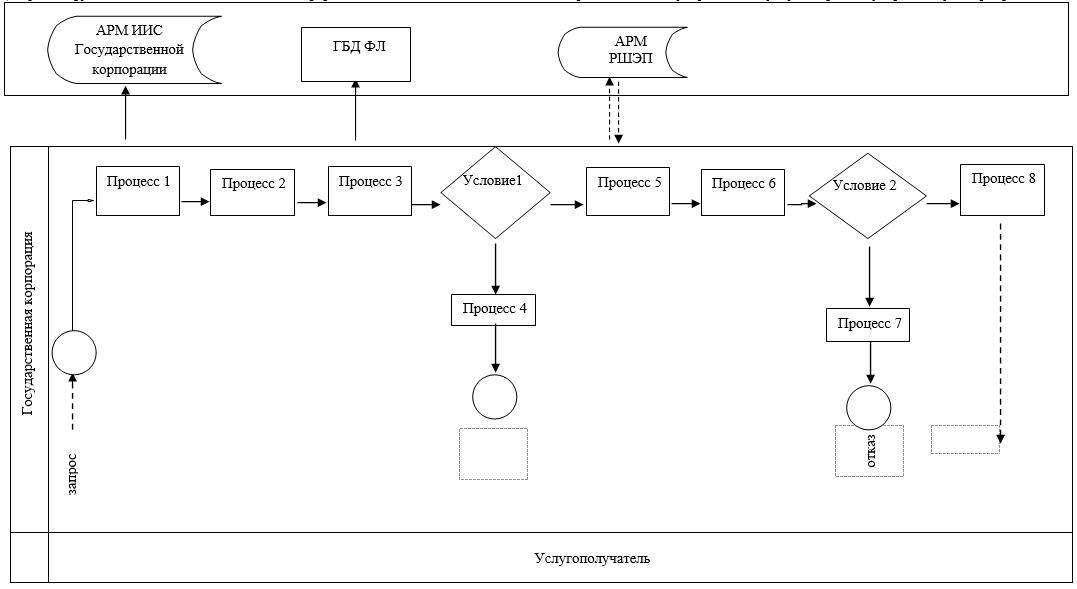 АРМ ИИС
Государственной
корпорации
ГБД ФЛ
АРМ
РШЭП
Государственная корпорация
запрос
Процесс 1
Процесс 2
Процесс 3
Условие1
Процесс 4
Процесс 5
Процесс 6
Условие 2
Процесс 7
отказ
Процесс 8
Услугополучатель